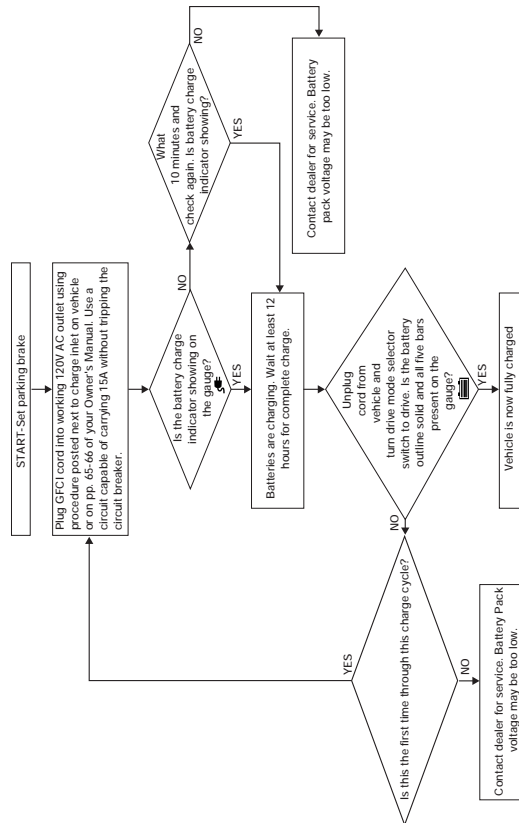 START-Set parking brake
Plug GFCI cord into working 120V AC outlet using
procedure posted next to charge inlet on vehicle
or on pp. 65-66 of your Owner's Manual. Use a
circuit capable of carrying 15A without tripping the
circuit breaker.
Is the battery charge
indicator showing on
the gauge?
NO
YES
What
10 minutes and
check again. Is battery charge
indicator showing?
NO
YES
Contact dealer for service. Battery
pack voltage may be too low.
Batteries are charging. Wait at least 12
hours for complete charge.
Unplug
cord from
vehicle and
turn drive mode selector
switch to drive. Is the battery
outline solid and all five bars
present on the
gauge?
NO
YES
Vehicle is now fully charged
Is this the first time through this charge cycle?
YES
NO
Contact dealer for service. Battery Pack
voltage may be too low.